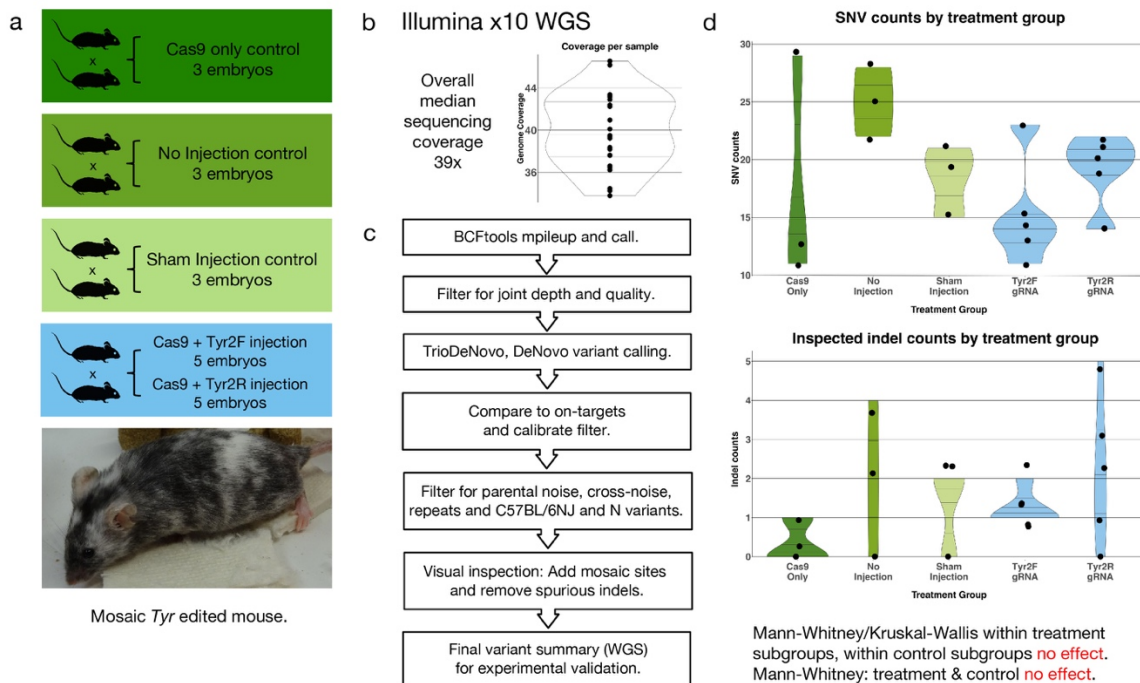 a
Cas9 only control
3 embryos
x
No Injection control
3 embryos
x
Sham Injection control
3 embryos
x
Cas9 + Tyr2F injection
5 embryos
Cas9 + Tyr2R injection
5 embryos
x
Mosaic Tyr edited mouse.
b
Illumina x10 WGS
Overall
median
sequencing
coverage
39x
Coverage per sample
Genome Coverage
44
40
36
c
BCFtools mpileup and call.
Filter for joint depth and quality.
TrioDeNovo, DeNovo variant calling.
Compare to on-targets
and calibrate filter.
Filter for parental noise, cross-noise,
repeats and C57BL/6NJ and N variants.
Visual inspection: Add mosaic sites
and remove spurious indels.
Final variant summary (WGS)
for experimental validation.
d
SNV counts by treatment group
SNV counts
30
25
20
15
10
Cas9 Only
No Injection
Sham Injection
Tyr2F gRNA
Tyr2R gRNA
Treatment Group
Inspected indel counts by treatment group
Indel counts
5
4
3
2
1
0
Cas9 Only
No Injection
Sham Injection
Tyr2F gRNA
Tyr2R gRNA
Treatment Group
Mann-Whitney/Kruskal-Wallis within treatment
subgroups, within control subgroups no effect.
Mann-Whitney: treatment & control no effect.